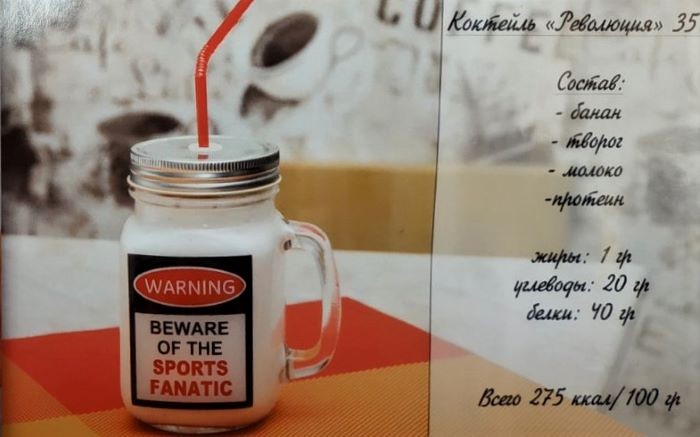 Коктейль «Революция» 35
Состав:
- банан
- творог
- молоко
-протеин
жиры: 1 гр
углеводы: 20 гр
белки: 40 гр
Всего 275 ккал/100 гр
WARNING
BEWARE
OF THE
SPORTS
FANATIC